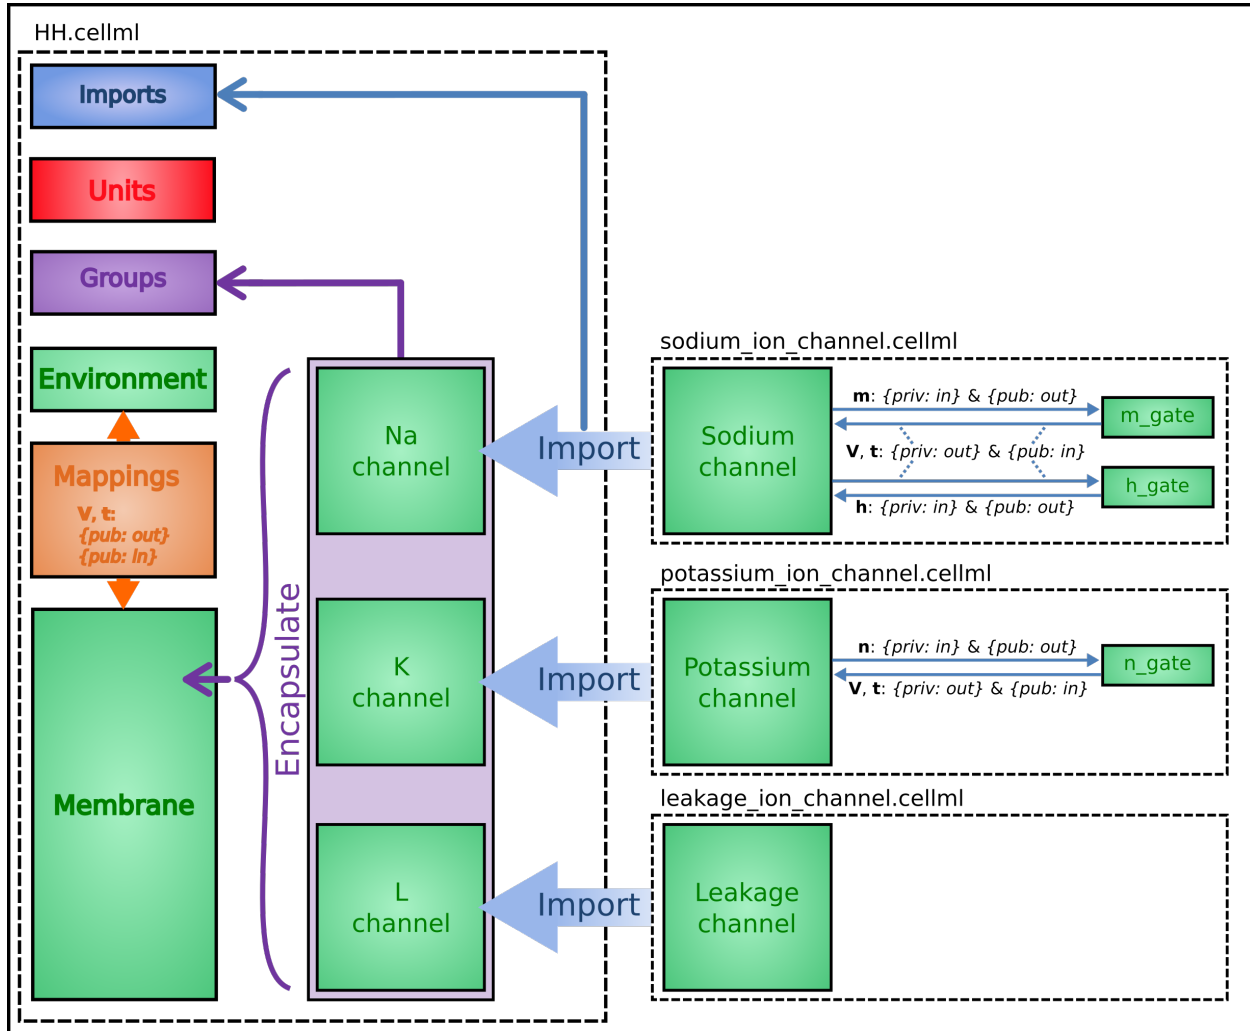 HH.cellml
Imports
Units
Groups
Environment
Mappings
V, t:
{pub: out}
{pub: in}
Membrane
Encapsulate
Na
channel
K
channel
L
channel
Import
Import
Import
sodium_ion_channel.cellml
Sodium
channel
m: {priv: in} & {pub: out}
V, t: {priv: out} & {pub: in}
h: {priv: in} & {pub: out}
m_gate
h_gate
potassium_ion_channel.cellml
Potassium
channel
n: {priv: in} & {pub: out}
V, t: {priv: out} & {pub: in}
n_gate
leakage_ion_channel.cellml
Leakage
channel